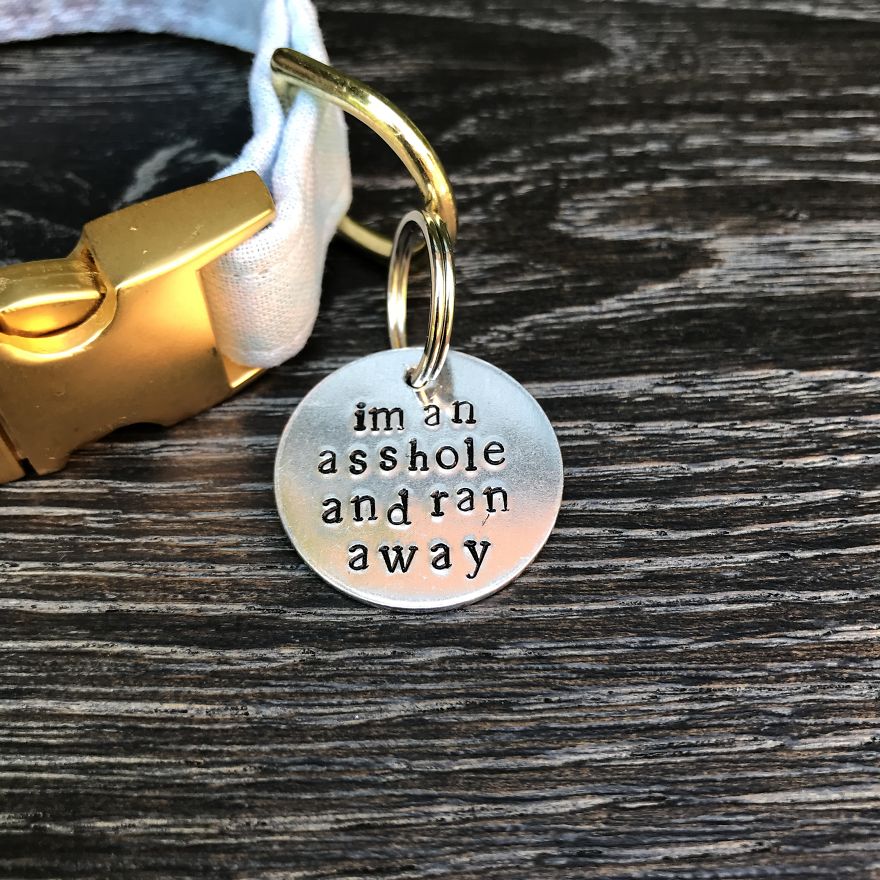 im an
asshole
and ran
away